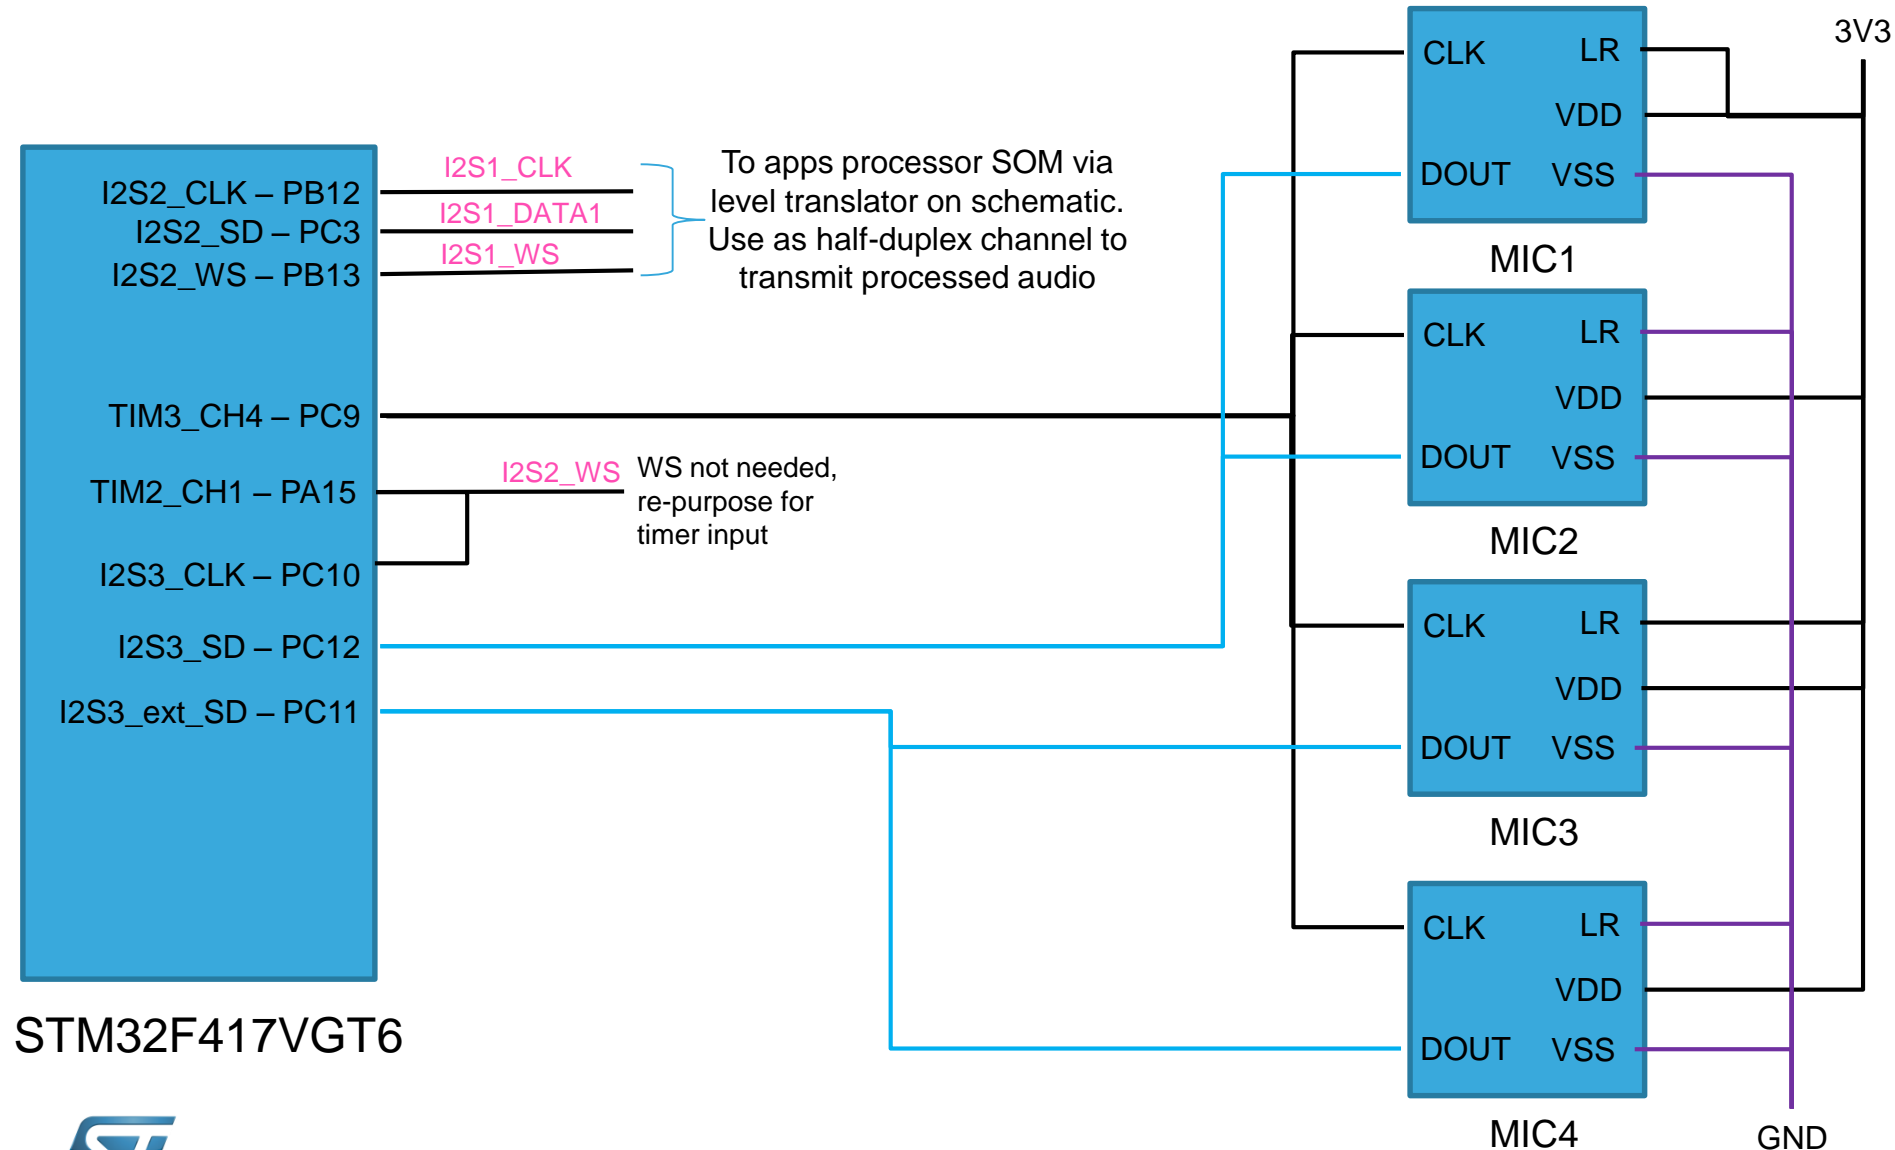 I2S2_CLK – PB12
I2S2_SD – PC3
I2S2_WS – PB13
TIM3_CH4 – PC9
TIM2_CH1 – PA15
I2S3_CLK – PC10
I2S3_SD – PC12
I2S3_ext_SD – PC11
STM32F417VGT6
I2S1_CLK
I2S1_DATA1
I2S1_WS
To apps processor SOM via
level translator on schematic.
Use as half-duplex channel to
transmit processed audio
I2S2_WS
WS not needed,
re-purpose for
timer input
CLK LR
VDD
DOUT VSS
MIC1
CLK LR
VDD
DOUT VSS
MIC2
CLK LR
VDD
DOUT VSS
MIC3
CLK LR
VDD
DOUT VSS
MIC4
3V3
GND